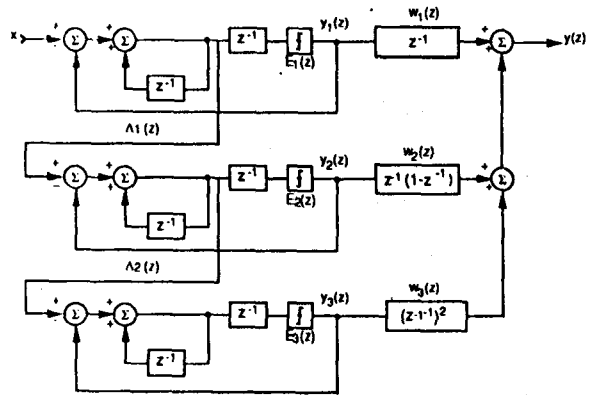 x Σ + - + + Σ z⁻¹ ∫ y₁(z) w₁(z) z⁻¹ + + Σ y(z)
E₁(z)
z⁻¹
Λ1(z)
+ - Σ + + Σ z⁻¹ ∫ y₂(z) w₂(z) z⁻¹(1-z⁻¹) + + Σ
E₂(z)
z⁻¹
Λ2(z)
+ - Σ + + Σ z⁻¹ ∫ y₃(z) w₃(z) (z-1⁻¹)²
E₃(z)
z⁻¹